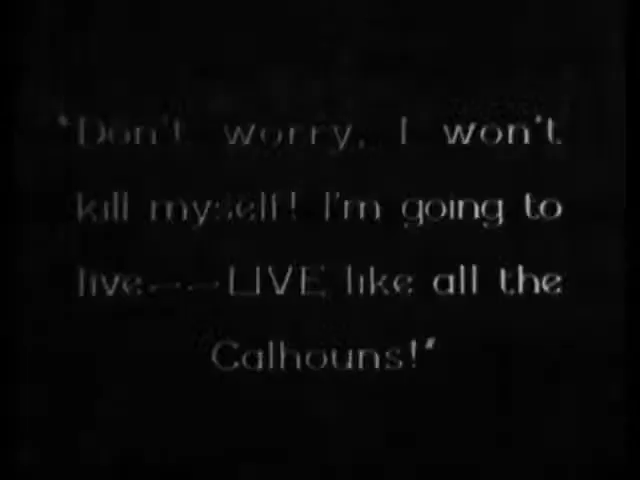 "Don't worry, I won't
kill myself! I'm going to
live--LIVE like all the
Calhouns!"